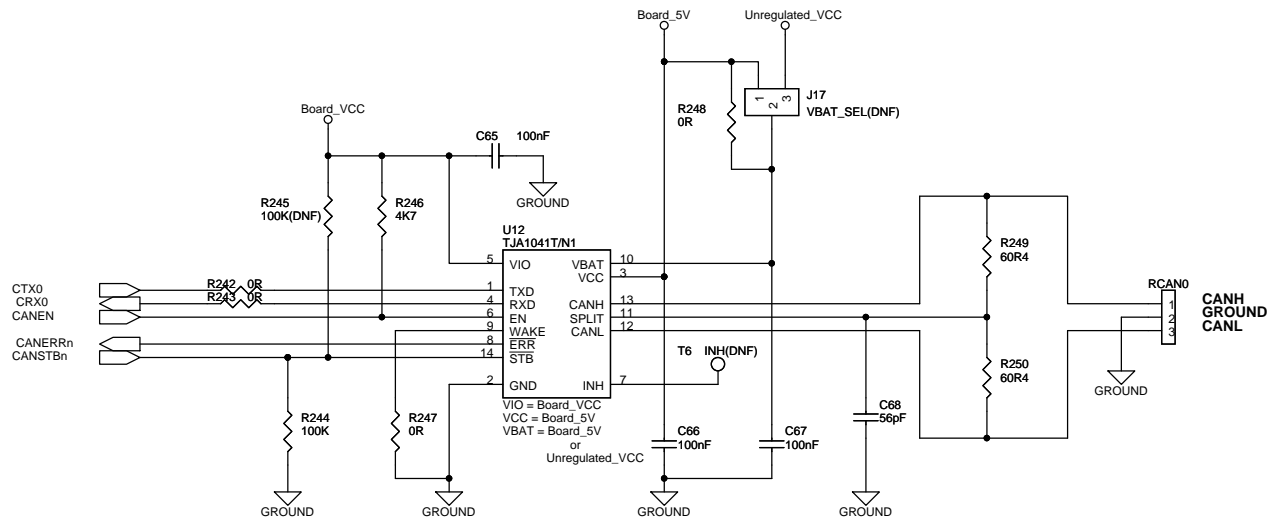 Board_5V
Unregulated_VCC
J17
VBAT_SEL(DNF)
1
2
3
R248
0R
Board_VCC
C65
100nF
GROUND
R245
100K(DNF)
R246
4K7
U12
TJA1041T/N1
5 VIO
VBAT 10
VCC 3
CTX0
R242 0R
1 TXD
CRX0
R243 0R
4 RXD
CANH 13
CANEN
6 EN
SPLIT 11
9 WAKE
CANL 12
CANERRn
8 ERR
CANSTBn
14 STB
2 GND
INH 7
T6 INH(DNF)
VIO = Board_VCC
VCC = Board_5V
VBAT = Board_5V
or
Unregulated_VCC
R249
60R4
R250
60R4
RCAN0
1
2
3
CANH
GROUND
CANL
GROUND
R244
100K
R247
0R
C66
100nF
C67
100nF
C68
56pF
GROUND
GROUND
GROUND
GROUND